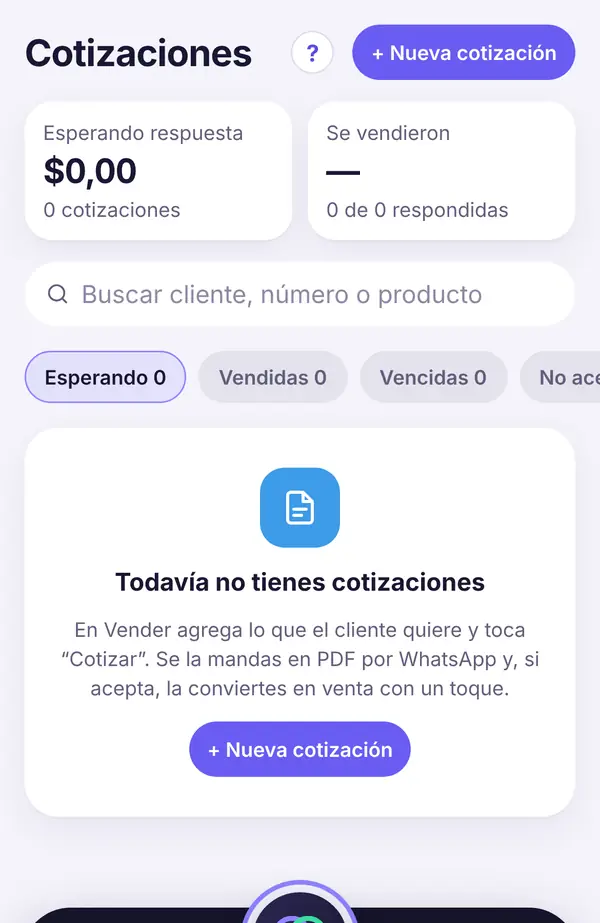 Cotizaciones
?
+ Nueva cotización
Esperando respuesta
$0,00
0 cotizaciones
Se vendieron
—
0 de 0 respondidas
Buscar cliente, número o producto
Esperando 0
Vendidas 0
Vencidas 0
No ace
Todavía no tienes cotizaciones
En Vender agrega lo que el cliente quiere y toca
“Cotizar”. Se la mandas en PDF por WhatsApp y, si
acepta, la conviertes en venta con un toque.
+ Nueva cotización